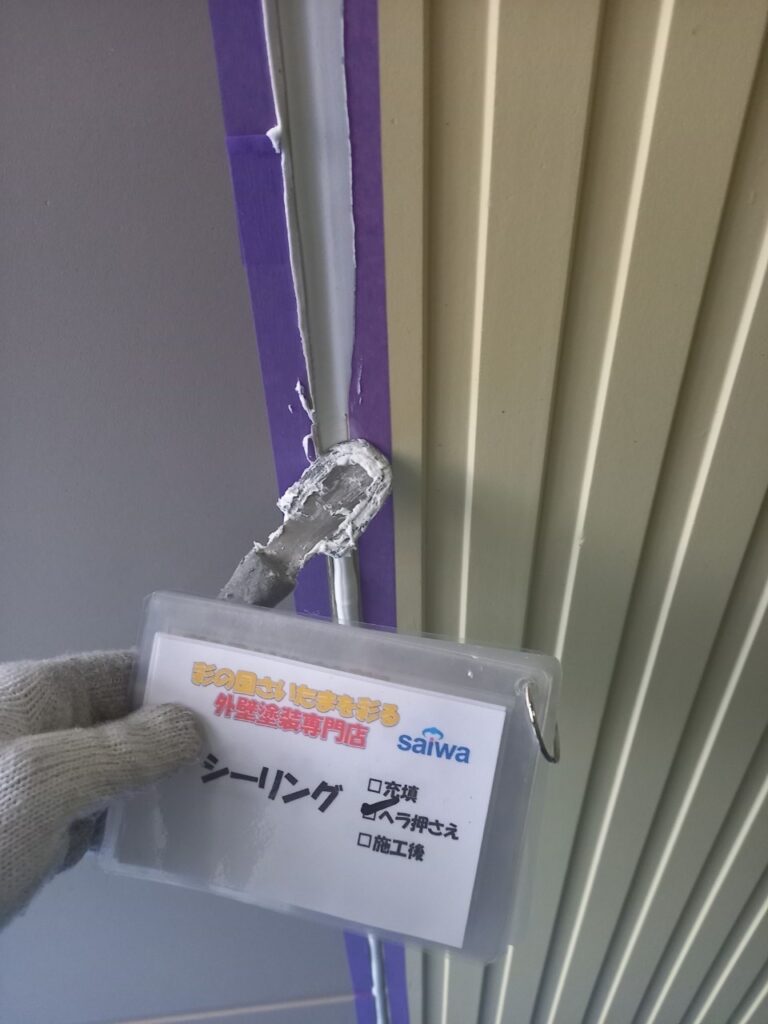 彩の国さいたまを彩る
外壁塗装専門店
saiwa
シーリング
□充填
☑ヘラ押さえ
□施工後